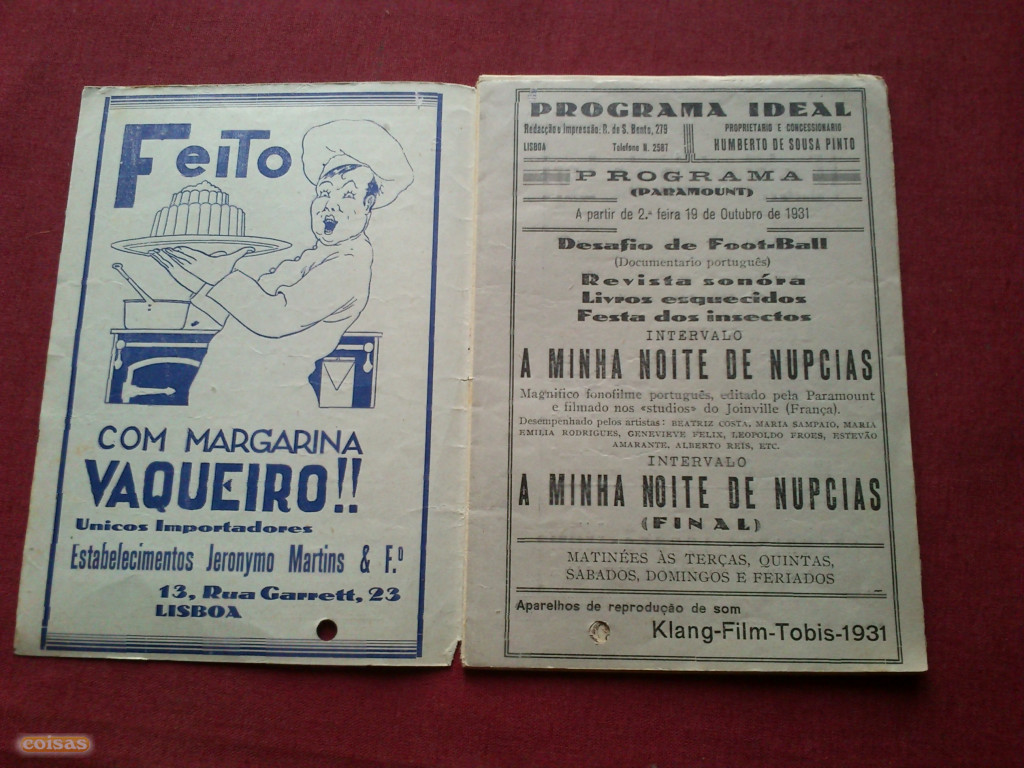 FeiTo
COM MARGARINA
VAQUEIRO!!
Unicos Importadores
Estabelecimentos Jeronymo Martins & F.º
13, Rua Garrett, 23
LISBOA
PROGRAMA IDEAL
Redacção e Impressão: R. de S. Bento, 279
LISBOA Telefone N. 2587
PROPRIETARIO E CONCESSIONÁRIO
HUMBERTO DE SOUSA PINTO
PROGRAMA
(PARAMOUNT)
A partir de 2.ª feira 19 de Outubro de 1931
Desafio de Foot-Ball
(Documentario português)
Revista sonóra
Livros esquecidos
Festa dos insectos
INTERVALO
A MINHA NOITE DE NUPCIAS
Magnifico fonofilme português, editado pela Paramount
e filmado nos «studios» do Joinville (França).
Desempenhado pelos artistas: BEATRIZ COSTA, MARIA SAMPAIO, MARIA
EMILIA RODRIGUES, GENEVIEVE FELIX, LEOPOLDO FROES, ESTEVÃO
AMARANTE, ALBERTO REIS, ETC.
INTERVALO
A MINHA NOITE DE NUPCIAS
(FINAL)
MATINÉES ÀS TERÇAS, QUINTAS,
SÁBADOS, DOMINGOS E FERIADOS
Aparelhos de reprodução de som
Klang-Film-Tobis-1931
coisas